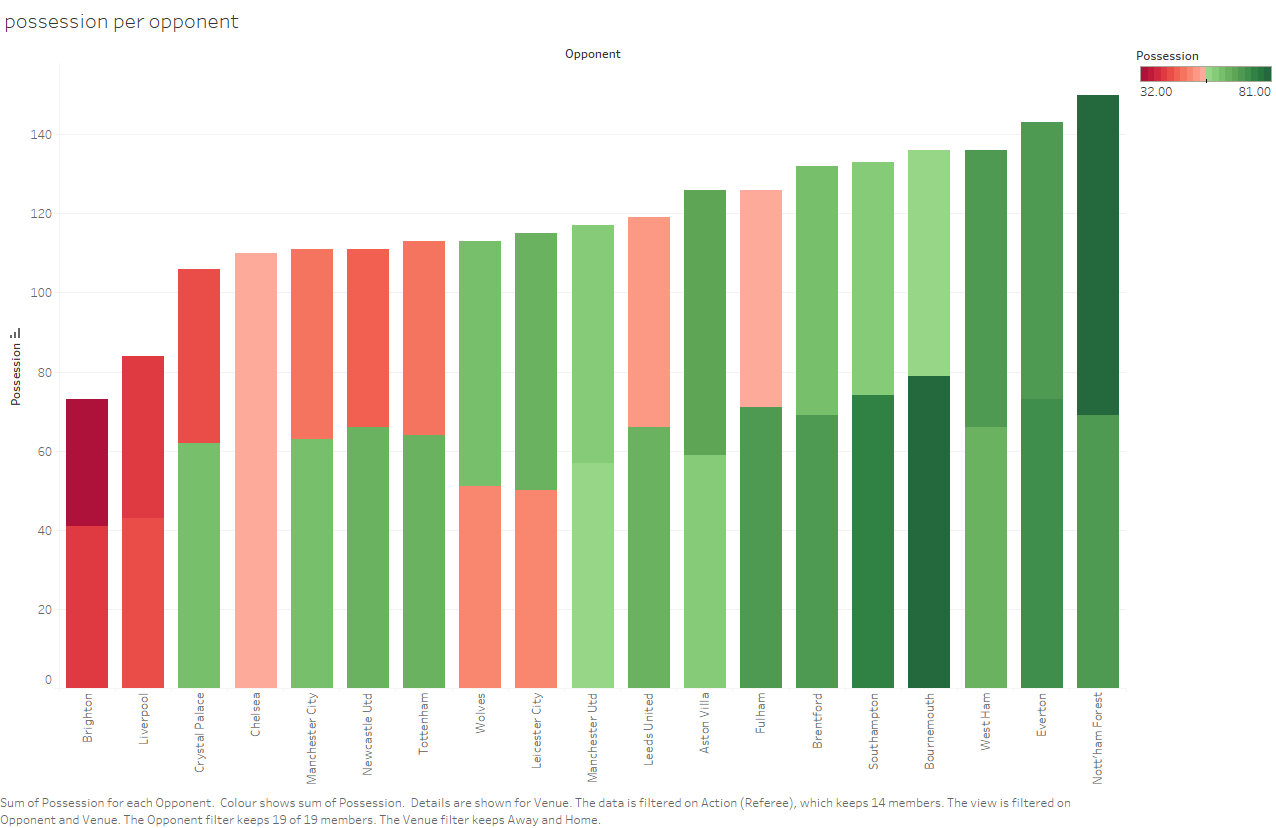 possession per opponent
Opponent
Possession
32.00 81.00
140
120
100
80
60
40
20
0
Possession
Brighton
Liverpool
Crystal Palace
Chelsea
Manchester City
Newcastle Utd
Tottenham
Wolves
Leicester City
Manchester Utd
Leeds United
Aston Villa
Fulham
Brentford
Southampton
Bournemouth
West Ham
Everton
Nott'ham Forest
Sum of Possession for each Opponent.  Colour shows sum of Possession.  Details are shown for Venue. The data is filtered on Action (Referee), which keeps 14 members. The view is filtered on
Opponent and Venue. The Opponent filter keeps 19 of 19 members. The Venue filter keeps Away and Home.